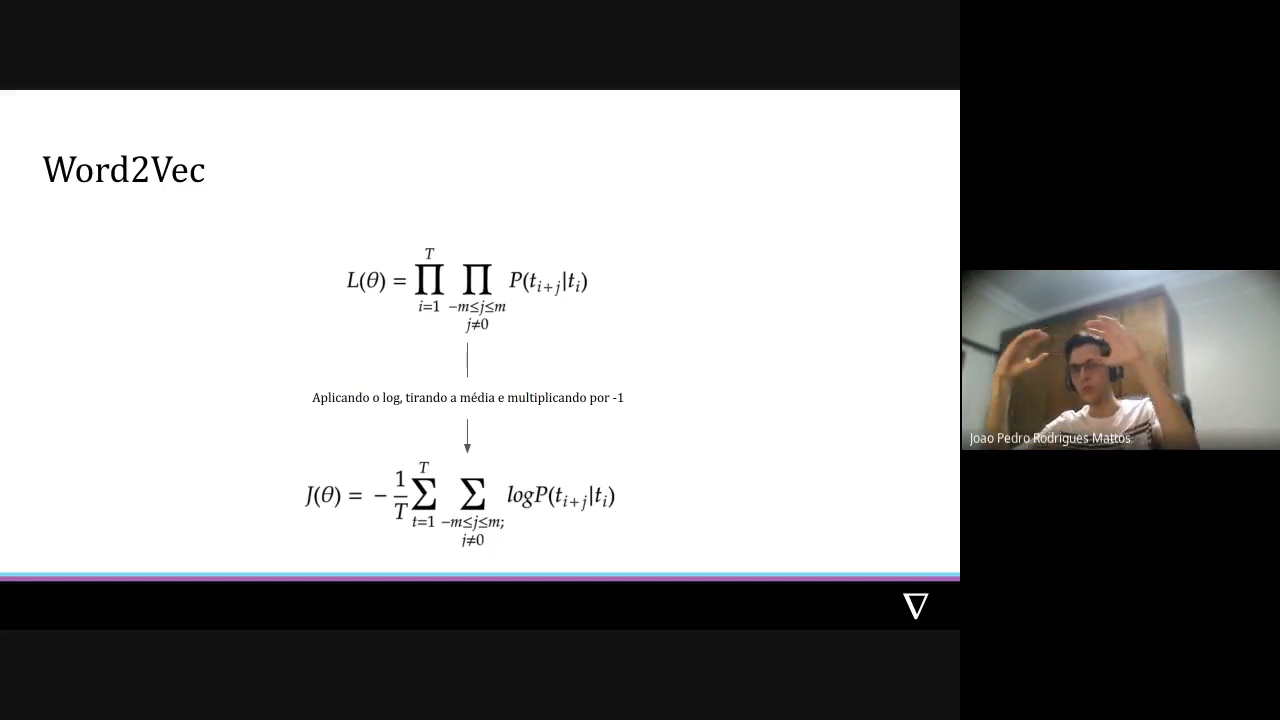 Word2Vec
L(θ) = ∏_{i=1}^{T} ∏_{-m≤j≤m, j≠0} P(t_{i+j}|t_i)
Aplicando o log, tirando a média e multiplicando por -1
J(θ) = -\frac{1}{T} ∑_{t=1}^{T} ∑_{-m≤j≤m; j≠0} logP(t_{i+j}|t_i)
Joao Pedro Rodrigues Mattos